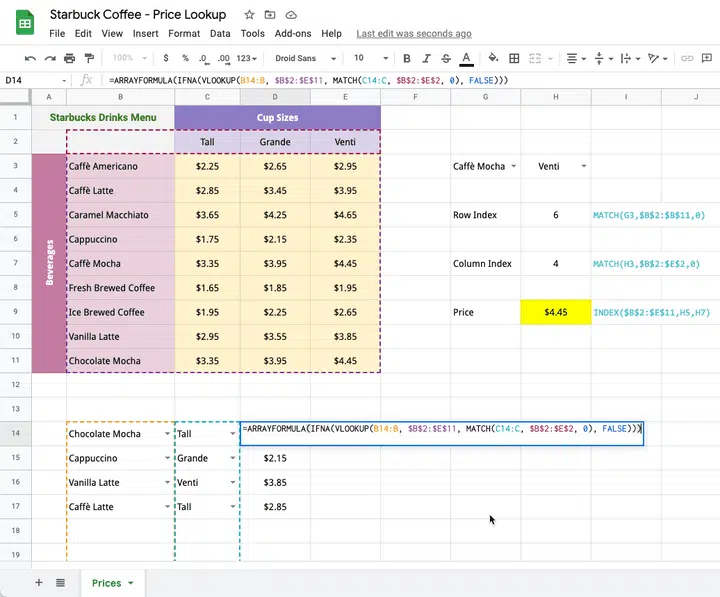 Starbuck Coffee - Price Lookup
File Edit View Insert Format Data Tools Add-ons Help Last edit was seconds ago
100% $ % .0 .00 123 Droid Sans 10 B I S A
D14 fx =ARRAYFORMULA(IFNA(VLOOKUP(B14:B, $B$2:$E$11, MATCH(C14:C, $B$2:$E$2, 0), FALSE)))
A B C D E F G H I J
1 Starbucks Drinks Menu Cup Sizes
2 Tall Grande Venti
3 Caffè Americano $2.25 $2.65 $2.95 Caffè Mocha Venti
4 Caffè Latte $2.85 $3.45 $3.95
5 Caramel Macchiato $3.65 $4.25 $4.65 Row Index 6 MATCH(G3,$B$2:$B$11,0)
6 Cappuccino $1.75 $2.15 $2.35
Beverages
7 Caffè Mocha $3.35 $3.95 $4.45 Column Index 4 MATCH(H3,$B$2:$E$2,0)
8 Fresh Brewed Coffee $1.65 $1.85 $1.95
9 Ice Brewed Coffee $1.95 $2.25 $2.65 Price $4.45 INDEX($B$2:$E$11,H5,H7)
10 Vanilla Latte $2.95 $3.55 $3.85
11 Chocolate Mocha $3.35 $3.95 $4.45
12
13
14 Chocolate Mocha Tall =ARRAYFORMULA(IFNA(VLOOKUP(B14:B, $B$2:$E$11, MATCH(C14:C, $B$2:$E$2, 0), FALSE)))
15 Cappuccino Grande $2.15
16 Vanilla Latte Venti $3.85
17 Caffè Latte Tall $2.85
18
19
Prices